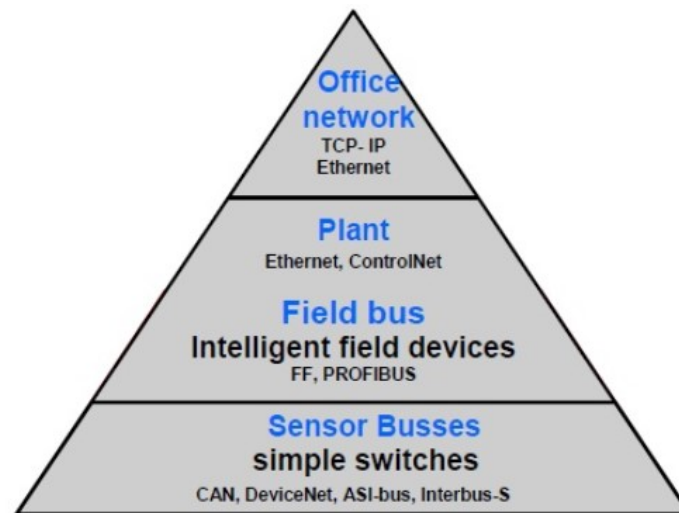 Office
network
TCP- IP
Ethernet
Plant
Ethernet, ControlNet
Field bus
Intelligent field devices
FF, PROFIBUS
Sensor Busses
simple switches
CAN, DeviceNet, ASI-bus, Interbus-S